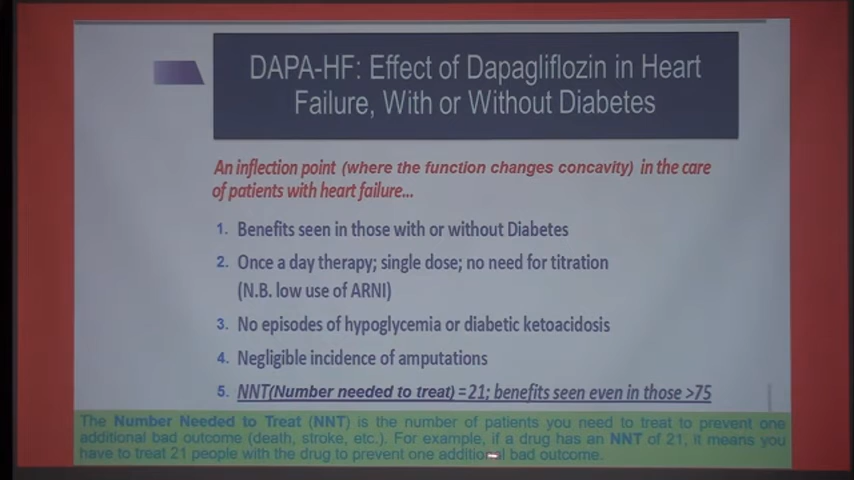 DAPA-HF: Effect of Dapagliflozin in Heart
Failure, With or Without Diabetes
An inflection point (where the function changes concavity) in the care
of patients with heart failure...
1. Benefits seen in those with or without Diabetes
2. Once a day therapy; single dose; no need for titration
(N.B. low use of ARNI)
3. No episodes of hypoglycemia or diabetic ketoacidosis
4. Negligible incidence of amputations
5. NNT(Number needed to treat) = 21; benefits seen even in those >75
The Number Needed to Treat (NNT) is the number of patients you need to treat to prevent one
additional bad outcome (death, stroke, etc.). For example, if a drug has an NNT of 21, it means you
have to treat 21 people with the drug to prevent one additional bad outcome.